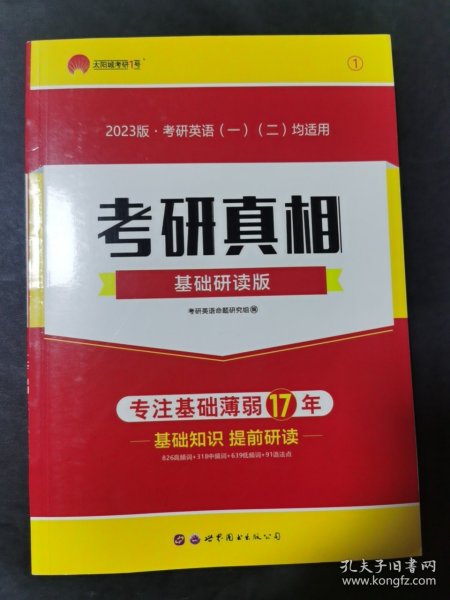 太阳城考研1号
①
2023版·考研英语(一)(二)均适用
考研真相
基础研读版
考研英语命题研究组 编
专注基础薄弱17年
基础知识 提前研读
826高频词+318中频词+639低频词+91语法点
世界图书出版公司
孔夫子旧书网
www.kongfz.com